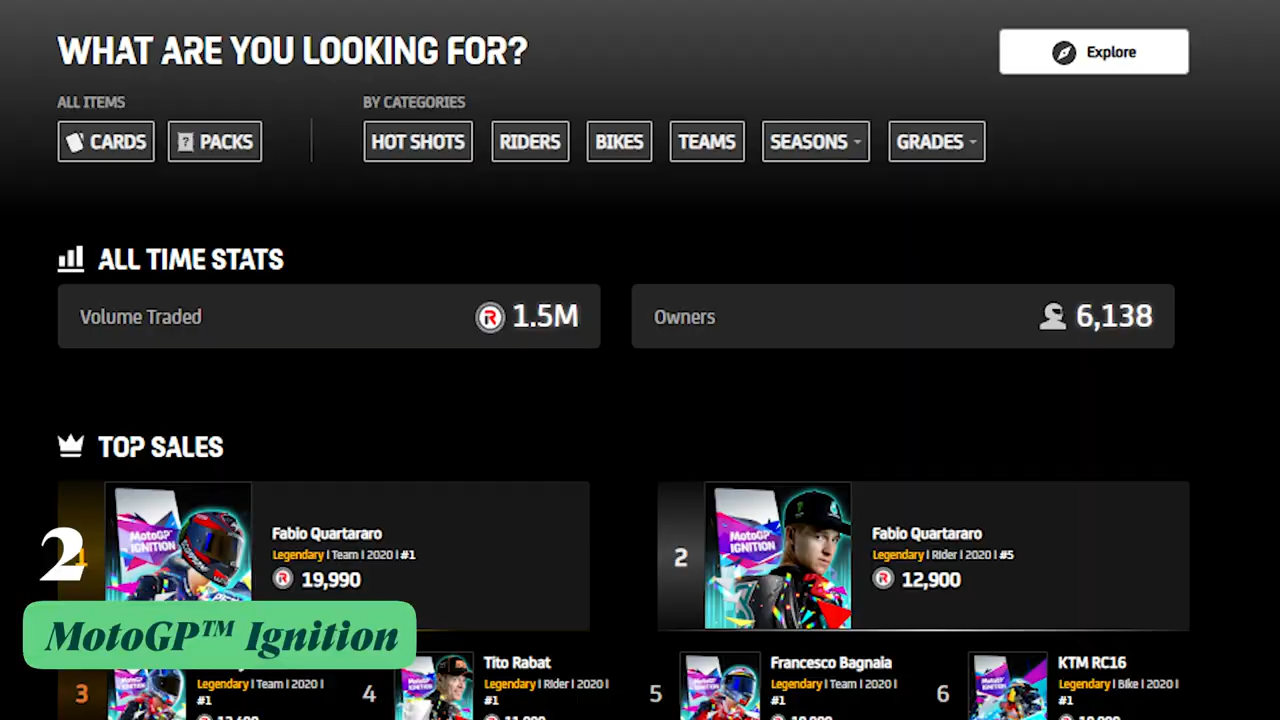 WHAT ARE YOU LOOKING FOR?
Explore
ALL ITEMS
BY CATEGORIES
CARDS
PACKS
HOT SHOTS
RIDERS
BIKES
TEAMS
SEASONS
GRADES
ALL TIME STATS
Volume Traded
1.5M
Owners
6,138
TOP SALES
MotoGP™
IGNITION
Fabio Quartararo
Legendary | Team | 2020 | #1
19,990
2
MotoGP™
IGNITION
Fabio Quartararo
Legendary | Rider | 2020 | #5
12,900
2
MotoGP™ Ignition
3
Legendary | Team | 2020 |
#1
4
Tito Rabat
Legendary | Rider | 2020 |
#1
5
Francesco Bagnaia
Legendary | Team | 2020 |
#1
6
KTM RC16
Legendary | Bike | 2020 |
#1